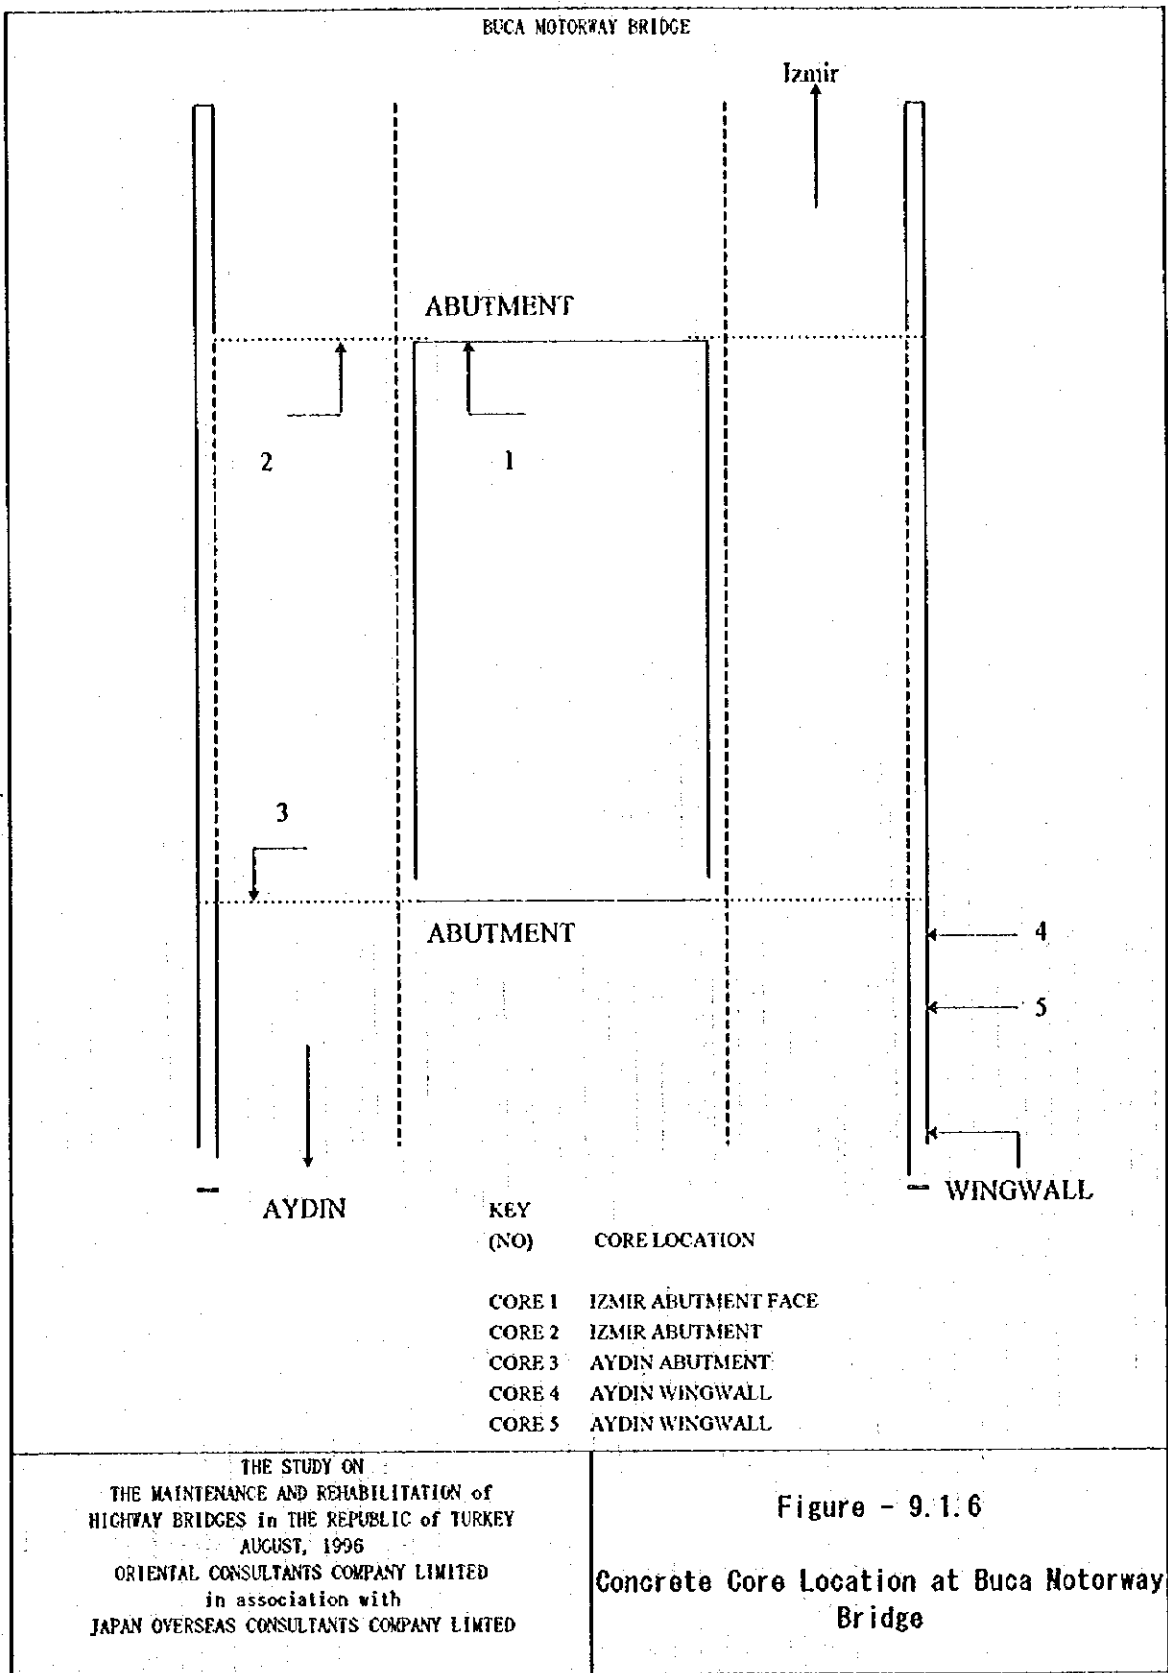 BUCA MOTORWAY BRIDGE
Izmir
ABUTMENT
2
1
3
ABUTMENT
4
5
WINGWALL
AYDIN
KEY
(NO) CORE LOCATION
CORE 1 IZMIR ABUTMENT FACE
CORE 2 IZMIR ABUTMENT
CORE 3 AYDIN ABUTMENT
CORE 4 AYDIN WINGWALL
CORE 5 AYDIN WINGWALL
THE STUDY ON
THE MAINTENANCE AND REHABILITATION of
HIGHWAY BRIDGES in THE REPUBLIC of TURKEY
AUGUST, 1996
ORIENTAL CONSULTANTS COMPANY LIMITED
in association with
JAPAN OVERSEAS CONSULTANTS COMPANY LIMTED
Figure - 9.1.6
Concrete Core Location at Buca Motorway
Bridge